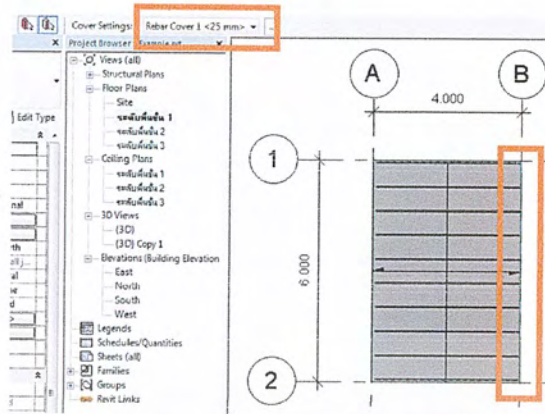 Cover Settings: Rebar Cover 1 <25 mm>
Project Browser - Example.rvt
Edit Type
Views (all)
Structural Plans
Floor Plans
Site
ระดับพื้นชั้น 1
ระดับพื้นชั้น 2
ระดับพื้นชั้น 3
Ceiling Plans
ระดับพื้นชั้น 1
ระดับพื้นชั้น 2
ระดับพื้นชั้น 3
3D Views
{3D}
{3D} Copy 1
Elevations (Building Elevation
East
North
South
West
Legends
Schedules/Quantities
Sheets (all)
Families
Groups
Revit Links
A
B
4.000
1
6.000
2